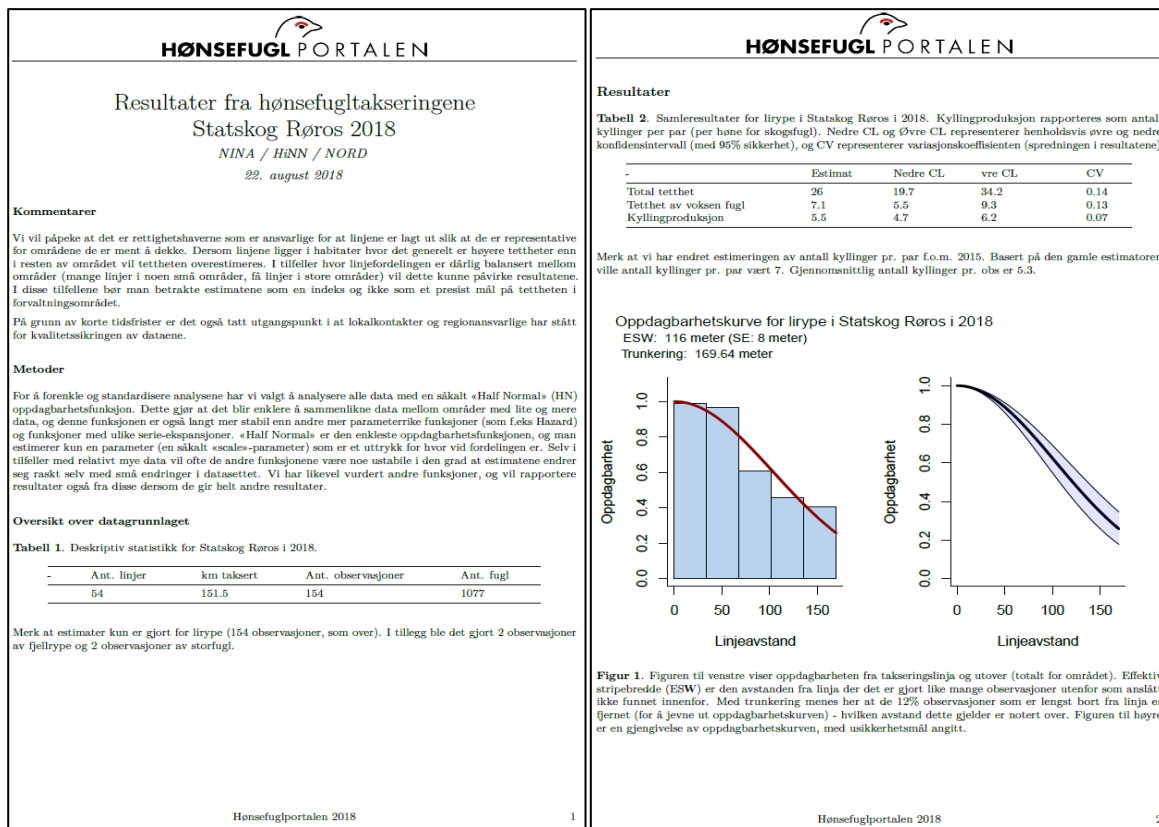 HØNSEFUGL PORTALEN
Resultater fra hønsefugltakseringene
Statskog Røros 2018
NINA / HiNN / NORD
22. august 2018
Kommentarer
Vi vil påpeke at det er rettighetshaverne som er ansvarlige for at linjene er lagt ut slik at de er representative
for områdene de er ment å dekke. Dersom linjene ligger i habitater hvor det generelt er høyere tettheter enn
i resten av området vil tettheten overestimeres. I tilfeller hvor linjefordelingen er dårlig balansert mellom
områder (mange linjer i noen små områder, få linjer i store områder) vil dette kunne påvirke resultatene.
I disse tilfellene bør man betrakte estimatene som en indeks og ikke som et presist mål på tettheten i
forvaltningsområdet.
På grunn av korte tidsfrister er det også tatt utgangspunkt i at lokalkontakter og regionansvarlige har stått
for kvalitetssikringen av dataene.
Metoder
For å forenkle og standardisere analysene har vi valgt å analysere alle data med en såkalt «Half Normal» (HN)
oppdagbarhetsfunksjon. Dette gjør at det blir enklere å sammenlikne data mellom områder med lite og mere
data, og denne funksjonen er også langt mer stabil enn andre mer parameterrike funksjoner (som f.eks Hazard)
og funksjoner med ulike serie-ekspansjoner. «Half Normal» er den enkleste oppdagbarhetsfunksjonen, og man
estimerer kun en parameter (en såkalt «scale»-parameter) som er et uttrykk for hvor vid fordelingen er. Selv i
tilfeller med relativt mye data vil ofte de andre funksjonene være noe ustabile i den grad at estimatene endrer
seg raskt selv med små endringer i datasettet. Vi har likevel vurdert andre funksjoner, og vil rapportere
resultater også fra disse dersom de gir helt andre resultater.
Oversikt over datagrunnlaget
Tabell 1. Deskriptiv statistikk for Statskog Røros i 2018.
- Ant. linjer km taksert Ant. observasjoner Ant. fugl
54 151.5 154 1077
Merk at estimater kun er gjort for lirype (154 observasjoner, som over). I tillegg ble det gjort 2 observasjoner
av fjellrype og 2 observasjoner av storfugl.
Hønsefuglportalen 2018 1
HØNSEFUGL PORTALEN
Resultater
Tabell 2. Samleresultater for lirype i Statskog Røros i 2018. Kyllingproduksjon rapporteres som antall
kyllinger per par (per høne for skogsfugl). Nedre CL og Øvre CL representerer henholdsvis øvre og nedre
konfidensintervall (med 95% sikkerhet), og CV representerer variasjonskoeffisienten (spredningen i resultatene)
- Estimat Nedre CL vre CL CV
Total tetthet 26 19.7 34.2 0.14
Tetthet av voksen fugl 7.1 5.5 9.3 0.13
Kyllingproduksjon 5.5 4.7 6.2 0.07
Merk at vi har endret estimeringen av antall kyllinger pr. par f.o.m. 2015. Basert på den gamle estimatoren
ville antall kyllinger pr. par vært 7. Gjennomsnittlig antall kyllinger pr. obs er 5.3.
Oppdagbarhetskurve for lirype i Statskog Røros i 2018
ESW: 116 meter (SE: 8 meter)
Trunkering: 169.64 meter
Oppdagbarhet
1.0
0.8
0.6
0.4
0.2
0.0
0 50 100 150
Linjeavstand
Oppdagbarhet
1.0
0.8
0.6
0.4
0.2
0.0
0 50 100 150
Linjeavstand
Figur 1. Figuren til venstre viser oppdagbarheten fra takseringslinja og utover (totalt for området). Effektiv
stripebredde (ESW) er den avstanden fra linja der det er gjort like mange observasjoner utenfor som anslått
ikke funnet innenfor. Med trunkering menes her at de 12% observasjoner som er lengst bort fra linja er
fjernet (for å jevne ut oppdagbarhetskurven) - hvilken avstand dette gjelder er notert over. Figuren til høyre
er en gjengivelse av oppdagbarhetskurven, med usikkerhetsmål angitt.
Hønsefuglportalen 2018 2